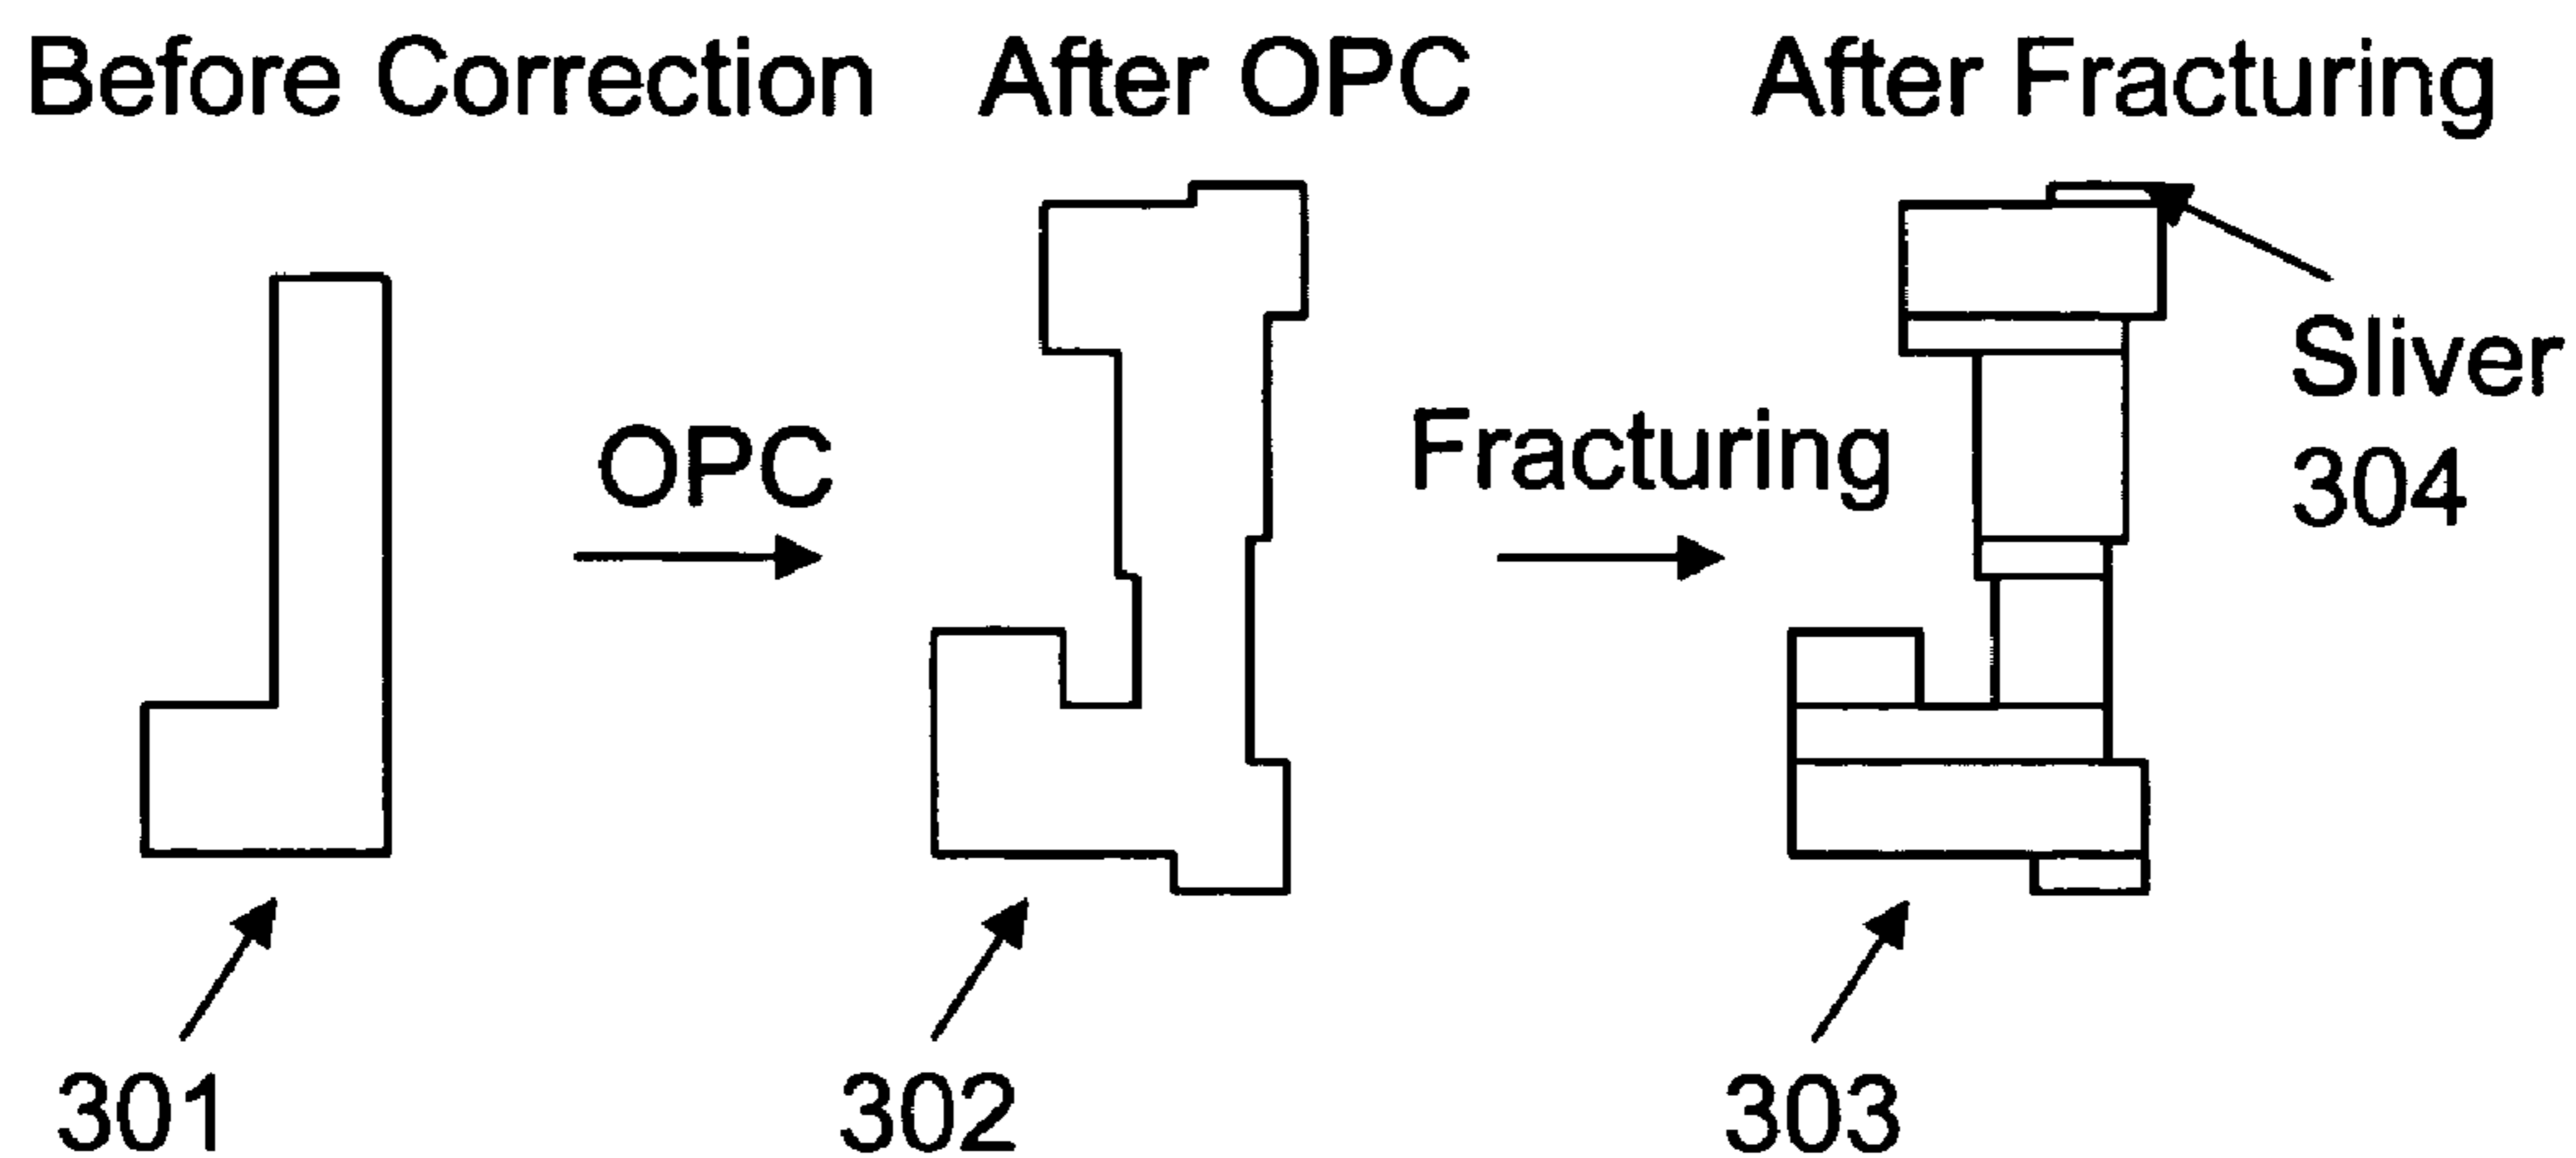 Before Correction
After OPC
After Fracturing
OPC
Fracturing
Sliver
304
301
302
303